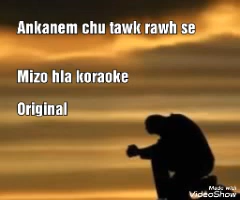 Ankanem chu tawk rawh se
Mizo hla koraoke
Original
Made with
VideoShow